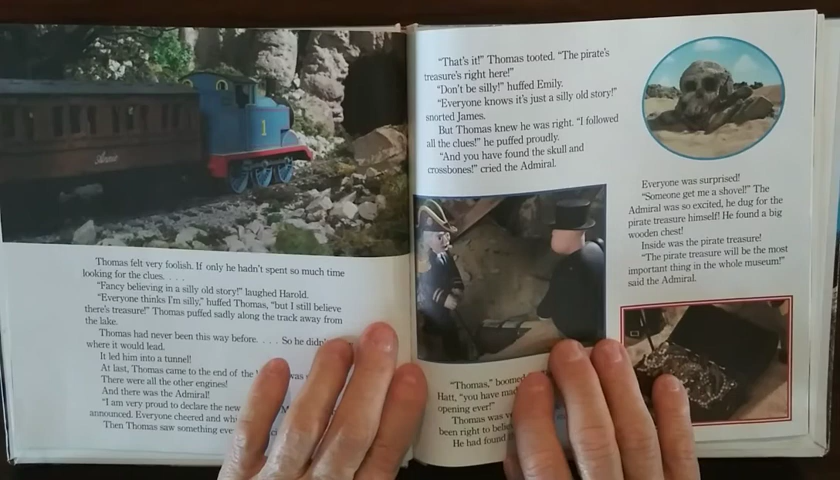 1
Annie
Thomas felt very foolish. If only he hadn't spent so much time
looking for the clues. . . .
"Fancy believing in a silly old story!" laughed Harold.
"Everyone thinks I'm silly," huffed Thomas, "but I still believe
there's treasure!" Thomas puffed sadly along the track away from
the lake.
Thomas had never been this way before. . . . So he
where it would lead.
It led him into a tunnel!
At last, Thomas came to the end of the
There were all the other engines!
And there was the Admiral!
"I am very proud to declare the new
announced. Everyone cheered and
Then Thomas saw something
"That's it!" Thomas tooted. "The pirate's
treasure's right here!"
"Don't be silly!" huffed Emily.
"Everyone knows it's just a silly old story!"
snorted James.
But Thomas knew he was right. "I followed
all the clues!" he puffed proudly.
"And you have found the skull and
crossbones!" cried the Admiral.
"Thomas," boomed
Hatt, "you have
opening ever!"
Thomas was
been right to
He had found
Everyone was surprised!
"Someone get me a shovel!" The
Admiral was so excited, he dug for the
pirate treasure himself! He found a big
wooden chest!
Inside was the pirate treasure!
"The pirate treasure will be the most
important thing in the whole museum!"
said the Admiral.